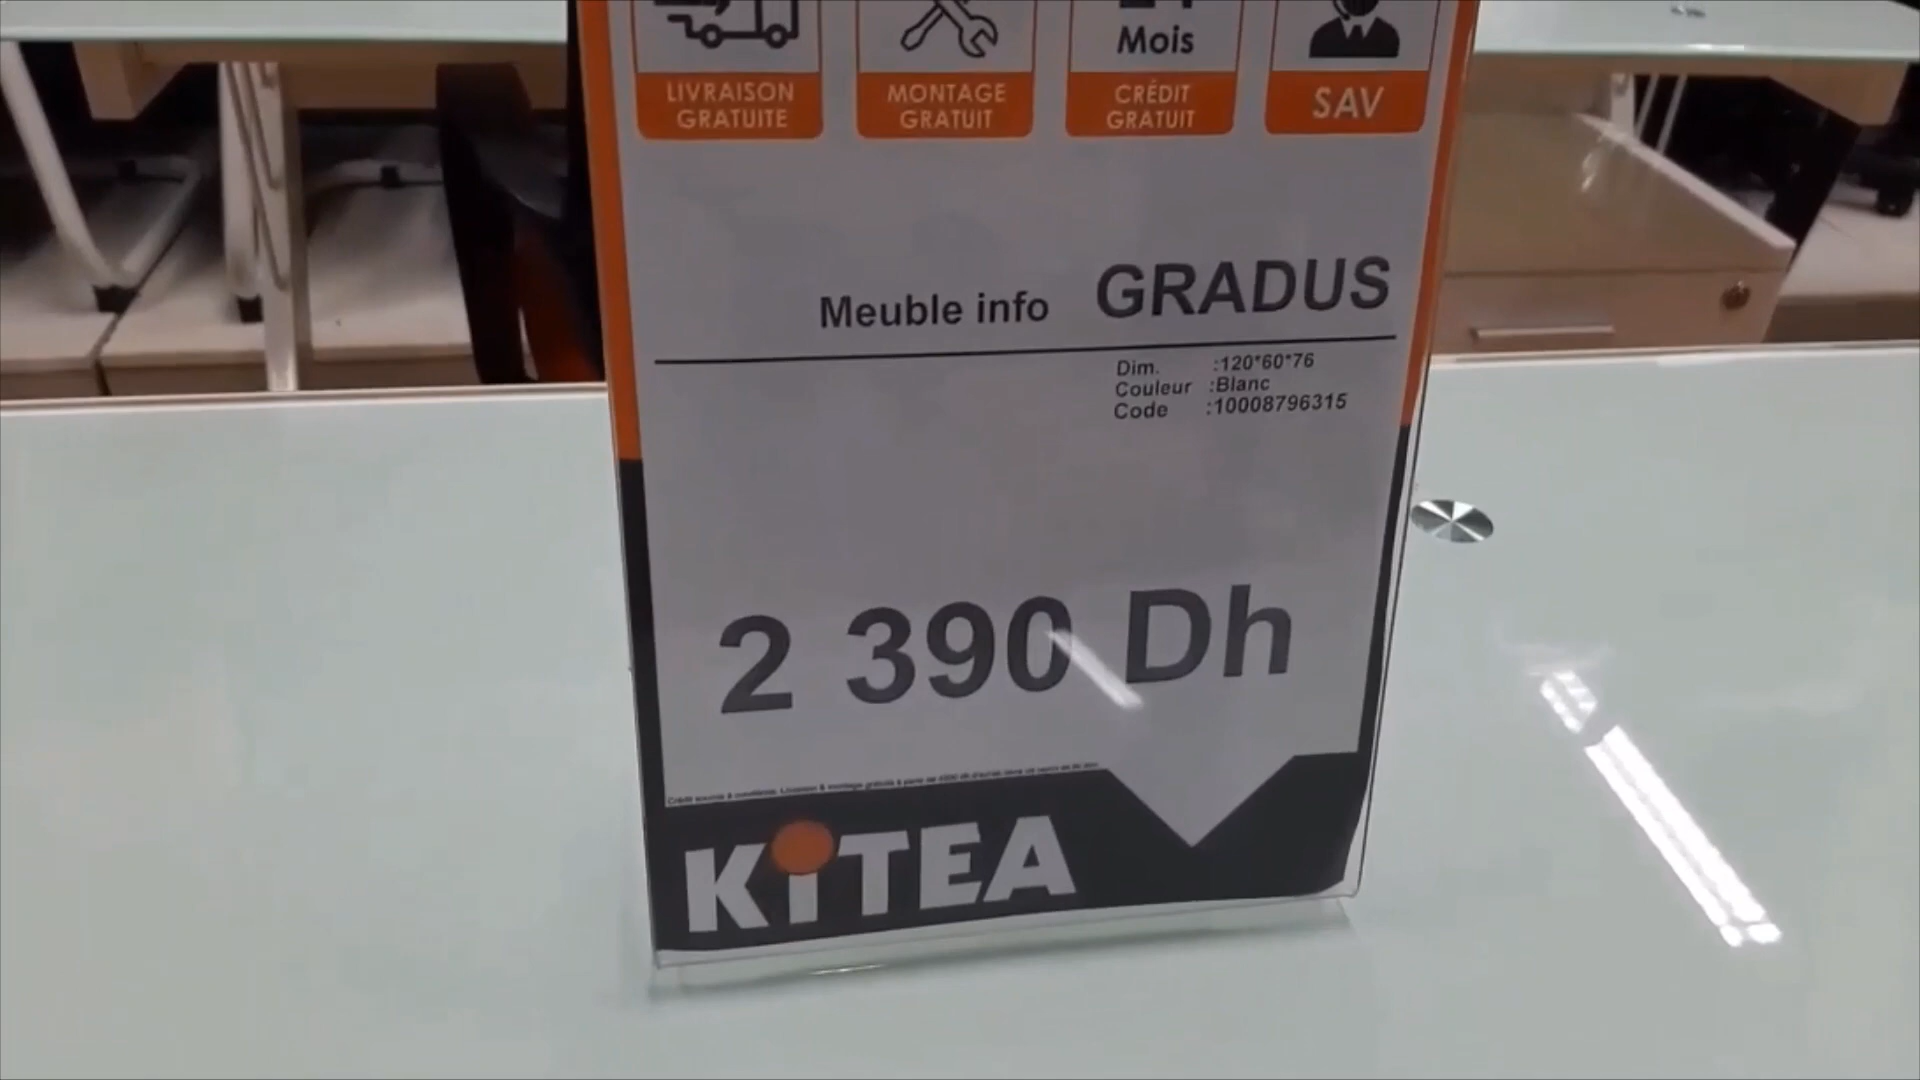 Mois
LIVRAISON
GRATUITE
MONTAGE
GRATUIT
CRÉDIT
GRATUIT
SAV
Meuble info GRADUS
Dim. :120*60*76
Couleur :Blanc
Code :10008796315
2 390 Dh
KiTEA